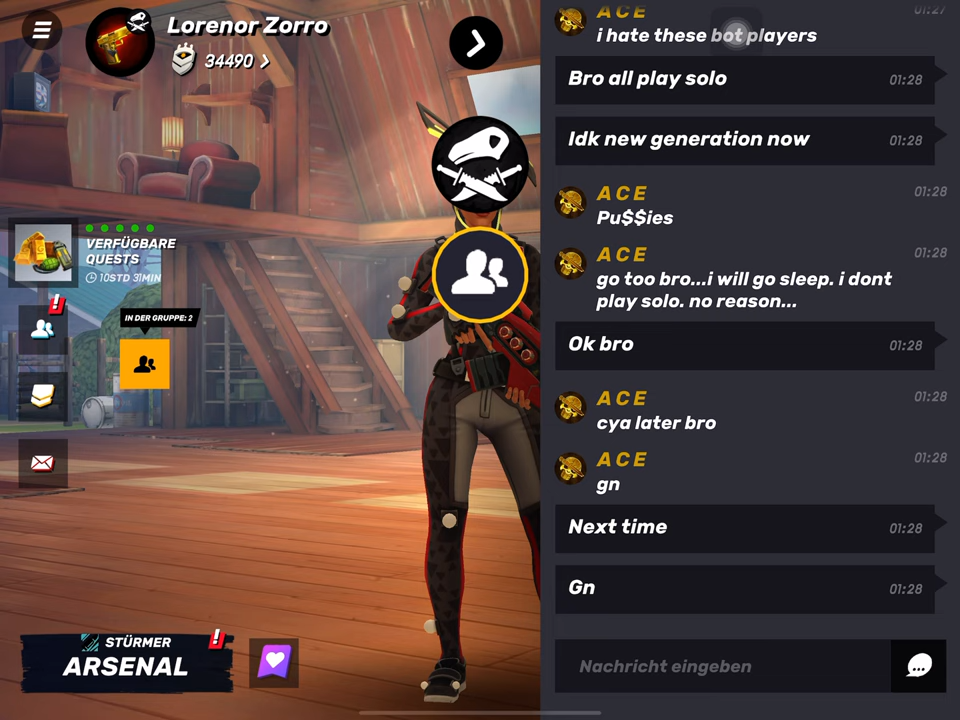 Lorenor Zorro
34490
VERFÜGBARE
QUESTS
10STD 31MIN
IN DER GRUPPE: 2
STÜRMER
ARSENAL
ACE 01:27
i hate these bot players
Bro all play solo 01:28
Idk new generation now 01:28
ACE 01:28
Pu$$ies
ACE 01:28
go too bro...i will go sleep. i dont
play solo. no reason...
Ok bro 01:28
ACE 01:28
cya later bro
ACE 01:28
gn
Next time 01:28
Gn 01:28
Nachricht eingeben